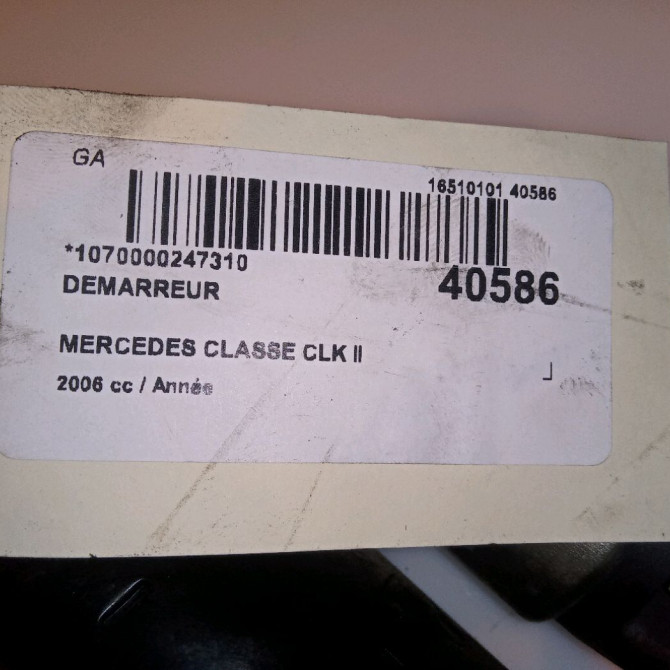 GA
16510101 40586
*1070000247310
40586
DEMARREUR
MERCEDES CLASSE CLK II
2006 cc / Année